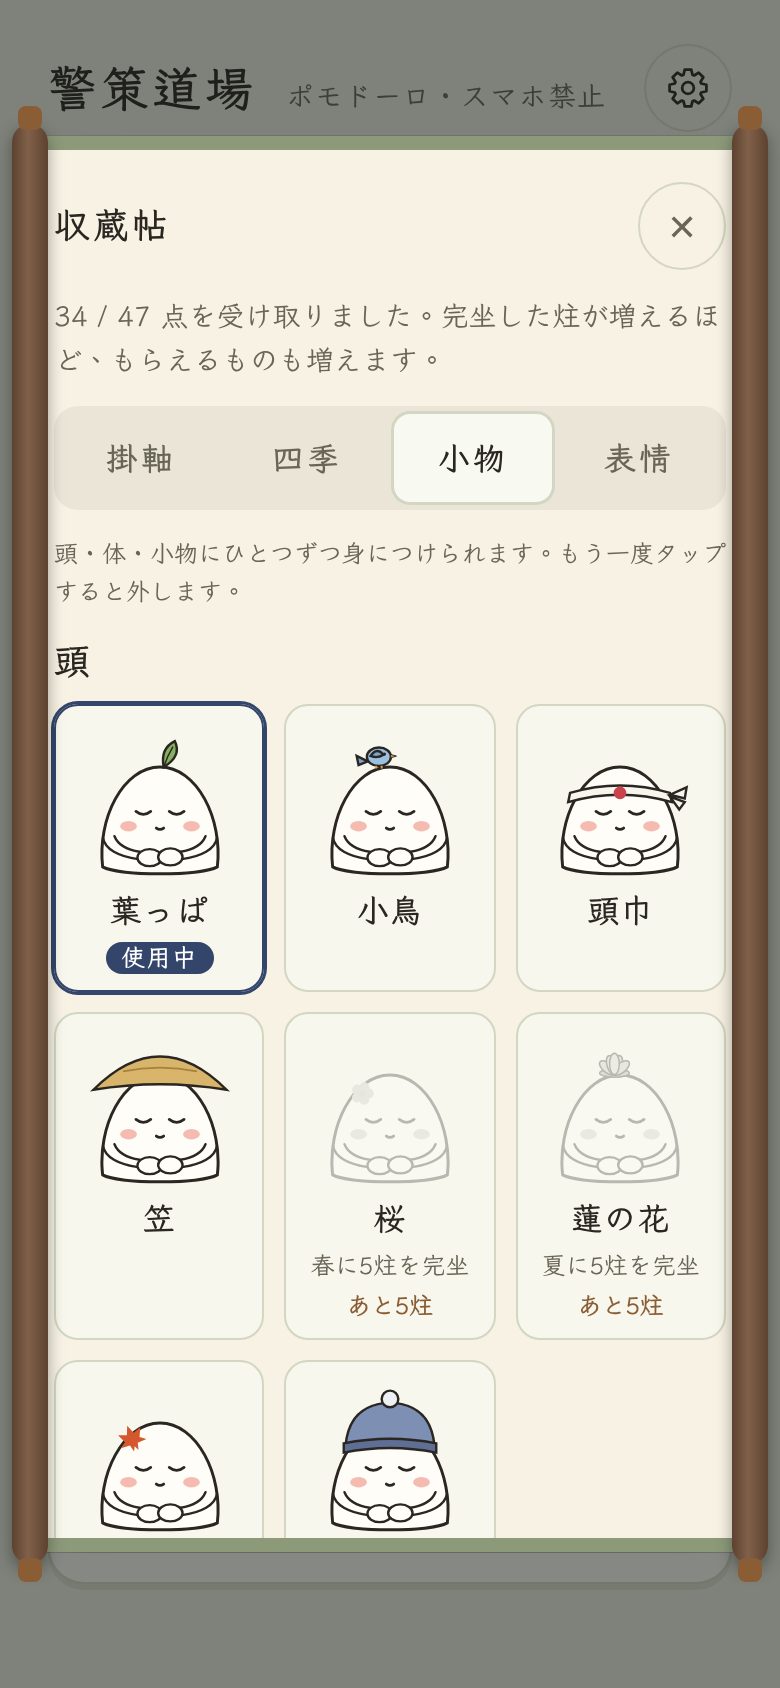 警策道場 ポモドーロ・スマホ禁止
収蔵帖
34 / 47 点を受け取りました。完坐した炷が増えるほ
ど、もらえるものも増えます。
掛軸 四季 小物 表情
頭・体・小物にひとつずつ身につけられます。もう一度タップ
すると外します。
頭
葉っぱ 小鳥 頭巾
使用中
笠 桜 蓮の花
春に5炷を完坐 夏に5炷を完坐
あと5炷 あと5炷